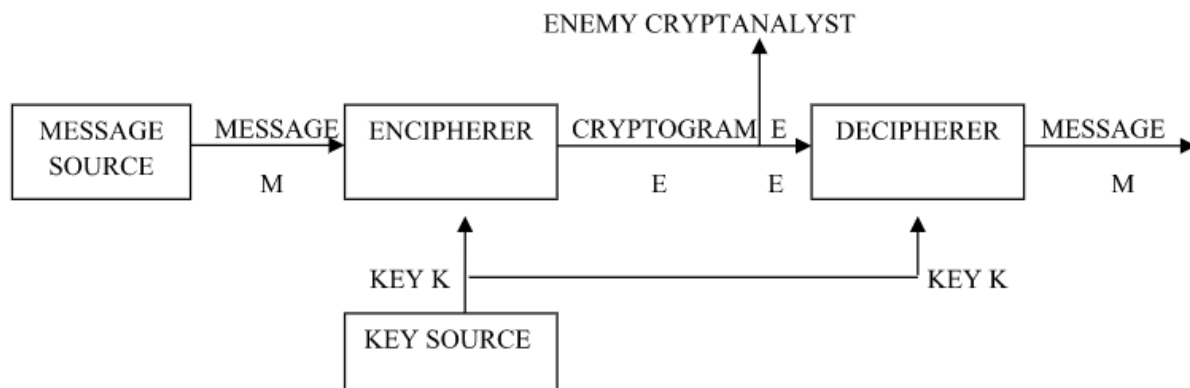 ENEMY CRYPTANALYST
MESSAGE
SOURCE
MESSAGE
M
ENCIPHERER
CRYPTOGRAM E
E E
DECIPHERER
MESSAGE
M
KEY K
KEY K
KEY SOURCE